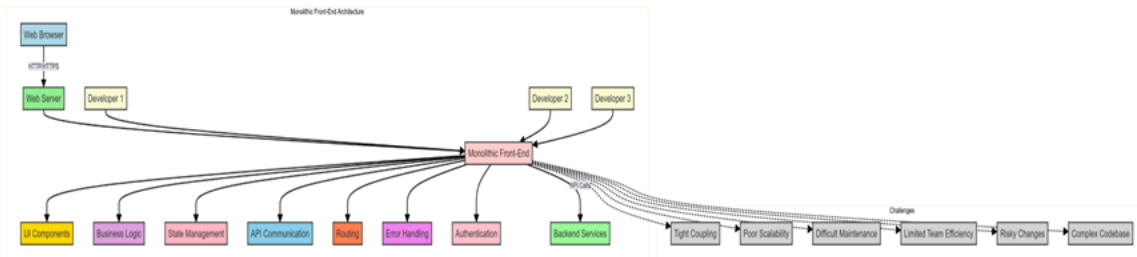 Monolithic Front-End Architecture
Web Browser
HTTP/HTTPS
Web Server
Developer 1
Developer 2
Developer 3
Monolithic Front-End
API Calls
UI Components
Business Logic
State Management
API Communication
Routing
Error Handling
Authentication
Backend Services
Challenges
Tight Coupling
Poor Scalability
Difficult Maintenance
Limited Team Efficiency
Risky Changes
Complex Codebase